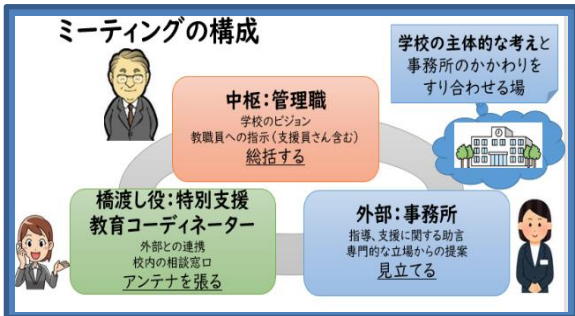 ミーティングの構成
学校の主体的な考えと
事務所のかかわりを
すり合わせる場
中枢：管理職
学校のビジョン
教職員への指示（支援員さん含む）
総括する
橋渡し役：特別支援
教育コーディネーター
外部との連携
校内の相談窓口
アンテナを張る
外部：事務所
指導、支援に関する助言
専門的な立場からの提案
見立てる